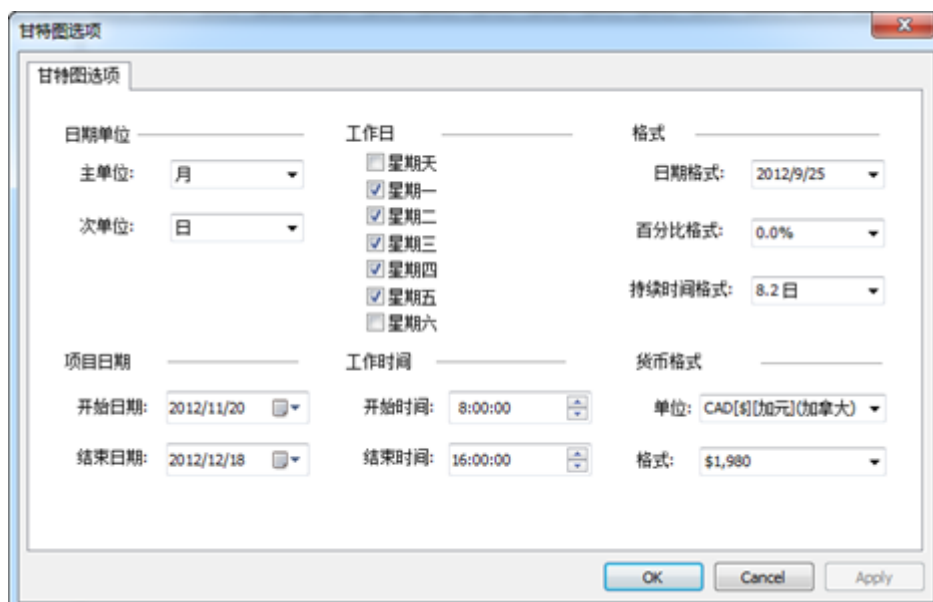 甘特图选项
甘特图选项
日期单位
主单位: 月
次单位: 日
工作日
星期天
星期一
星期二
星期三
星期四
星期五
星期六
格式
日期格式: 2012/9/25
百分比格式: 0.0%
持续时间格式: 8.2日
项目日期
开始日期: 2012/11/20
结束日期: 2012/12/18
工作时间
开始时间: 8:00:00
结束时间: 16:00:00
货币格式
单位: CAD[$][加元](加拿大)
格式: $1,980
OK Cancel Apply